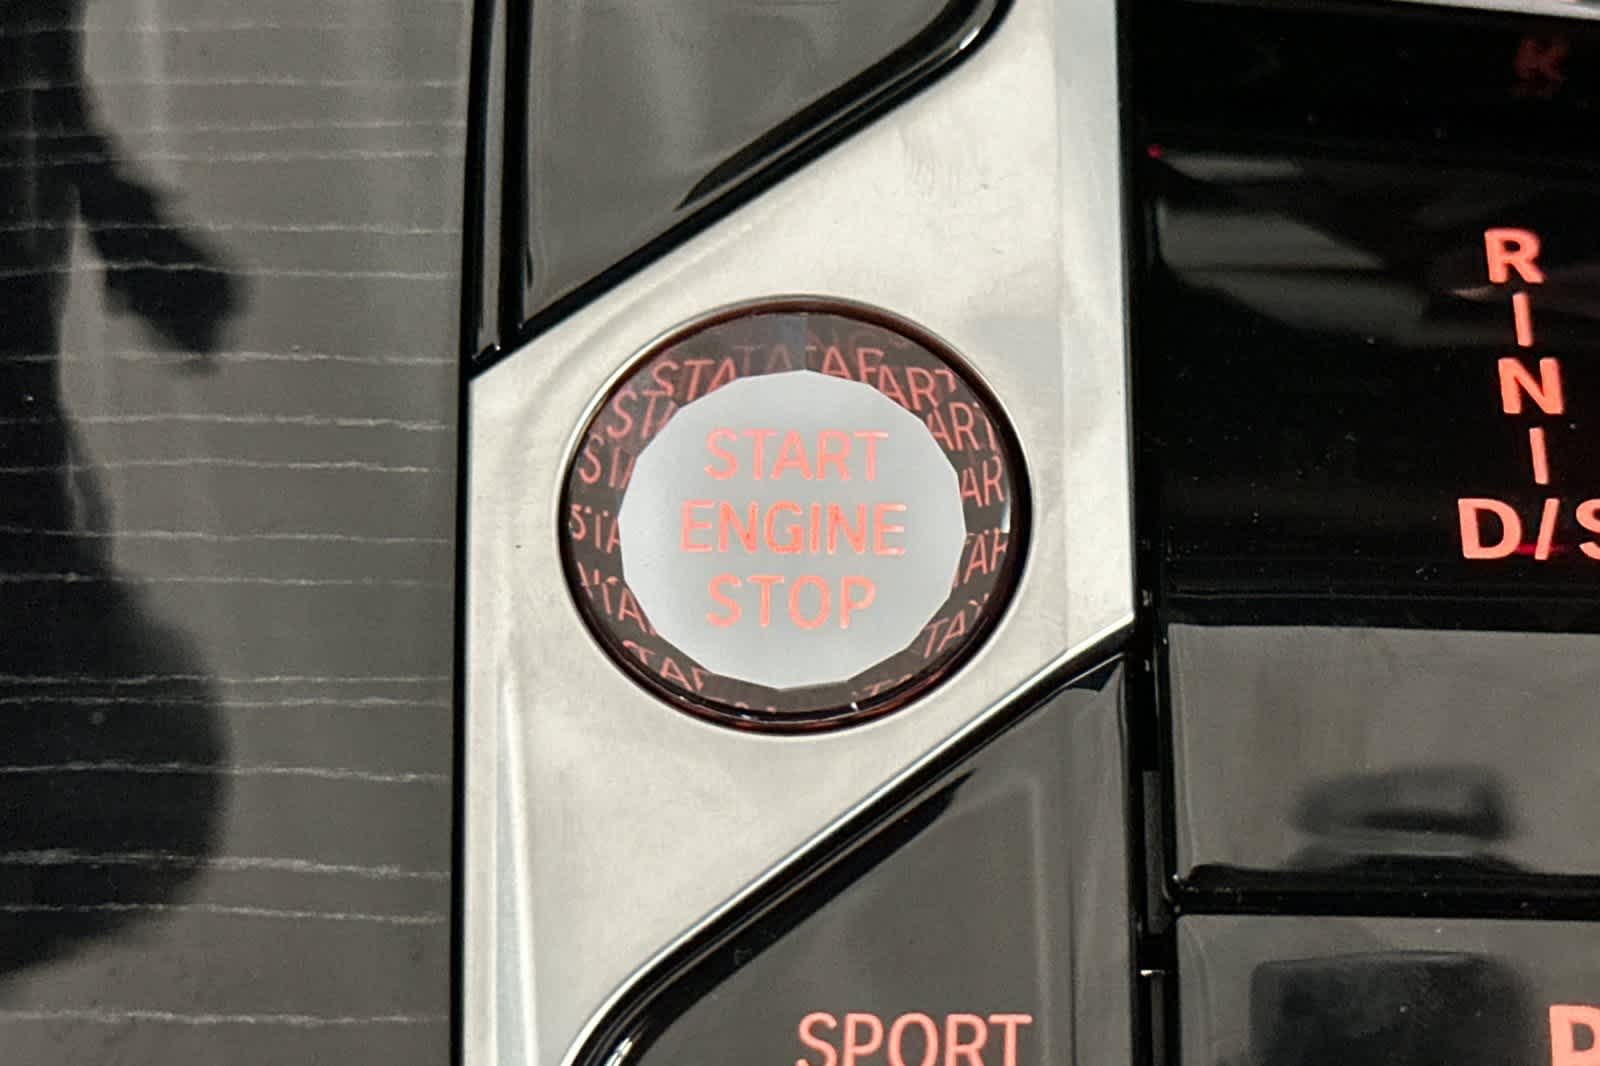 R
N
D/S
START
ENGINE
STOP
SPORT